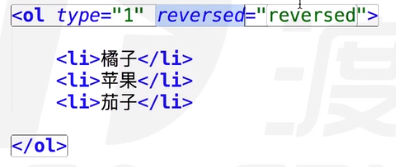 <ol type="1" reversed="reversed">
<li>橘子</li>
<li>苹果</li>
<li>茄子</li>
</ol>